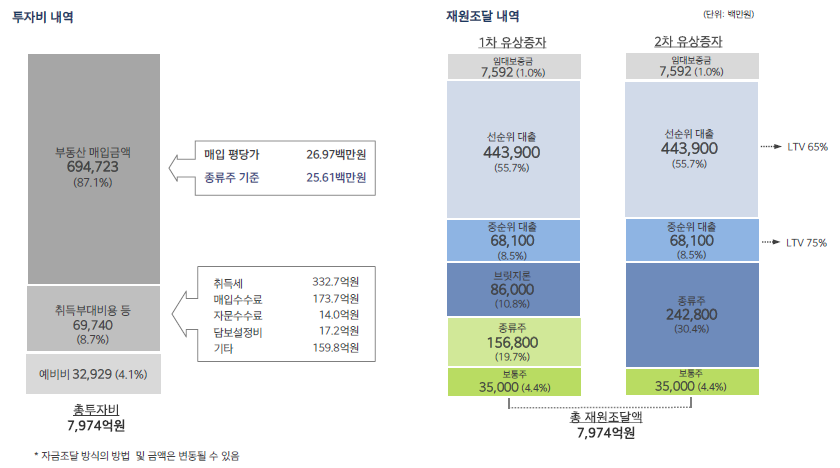 투자비 내역
부동산 매입금액
694,723
(87.1%)
매입 평당가 26.97백만원
종류주 기준 25.61백만원
취득부대비용 등
69,740
(8.7%)
취득세 332.7억원
매입수수료 173.7억원
자문수수료 14.0억원
담보설정비 17.2억원
기타 159.8억원
예비비 32,929 (4.1%)
총투자비
7,974억원
* 자금조달 방식의 방법 및 금액은 변동될 수 있음
재원조달 내역
(단위: 백만원)
1차 유상증자
임대보증금
7,592 (1.0%)
선순위 대출
443,900
(55.7%)
중순위 대출
68,100
(8.5%)
브릿지론
86,000
(10.8%)
종류주
156,800
(19.7%)
보통주
35,000 (4.4%)
2차 유상증자
임대보증금
7,592 (1.0%)
선순위 대출
443,900
(55.7%)
LTV 65%
중순위 대출
68,100
(8.5%)
LTV 75%
종류주
242,800
(30.4%)
보통주
35,000 (4.4%)
총 재원조달액
7,974억원